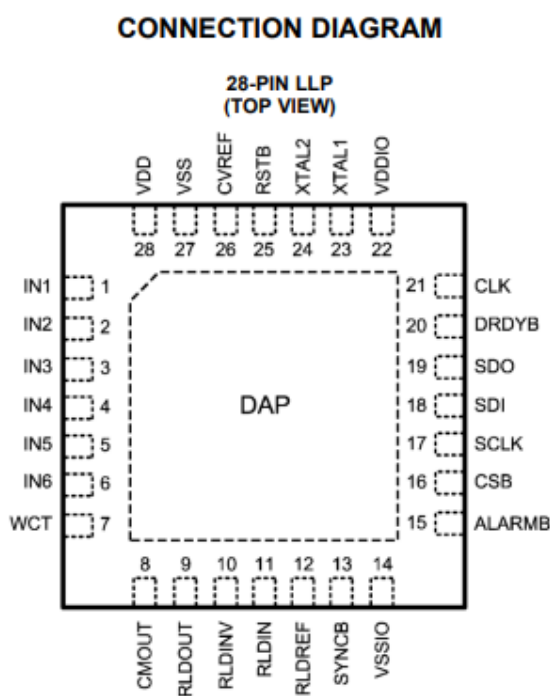 CONNECTION DIAGRAM
28-PIN LLP
(TOP VIEW)
VDD VSS CVREF RSTB XTAL2 XTAL1 VDDIO
28 27 26 25 24 23 22
IN1 1 21 CLK
IN2 2 20 DRDYB
IN3 3 19 SDO
IN4 4 DAP 18 SDI
IN5 5 17 SCLK
IN6 6 16 CSB
WCT 7 15 ALARMB
8 9 10 11 12 13 14
CMOUT RLDOUT RLDINV RLDIN RLDREF SYNCB VSSIO